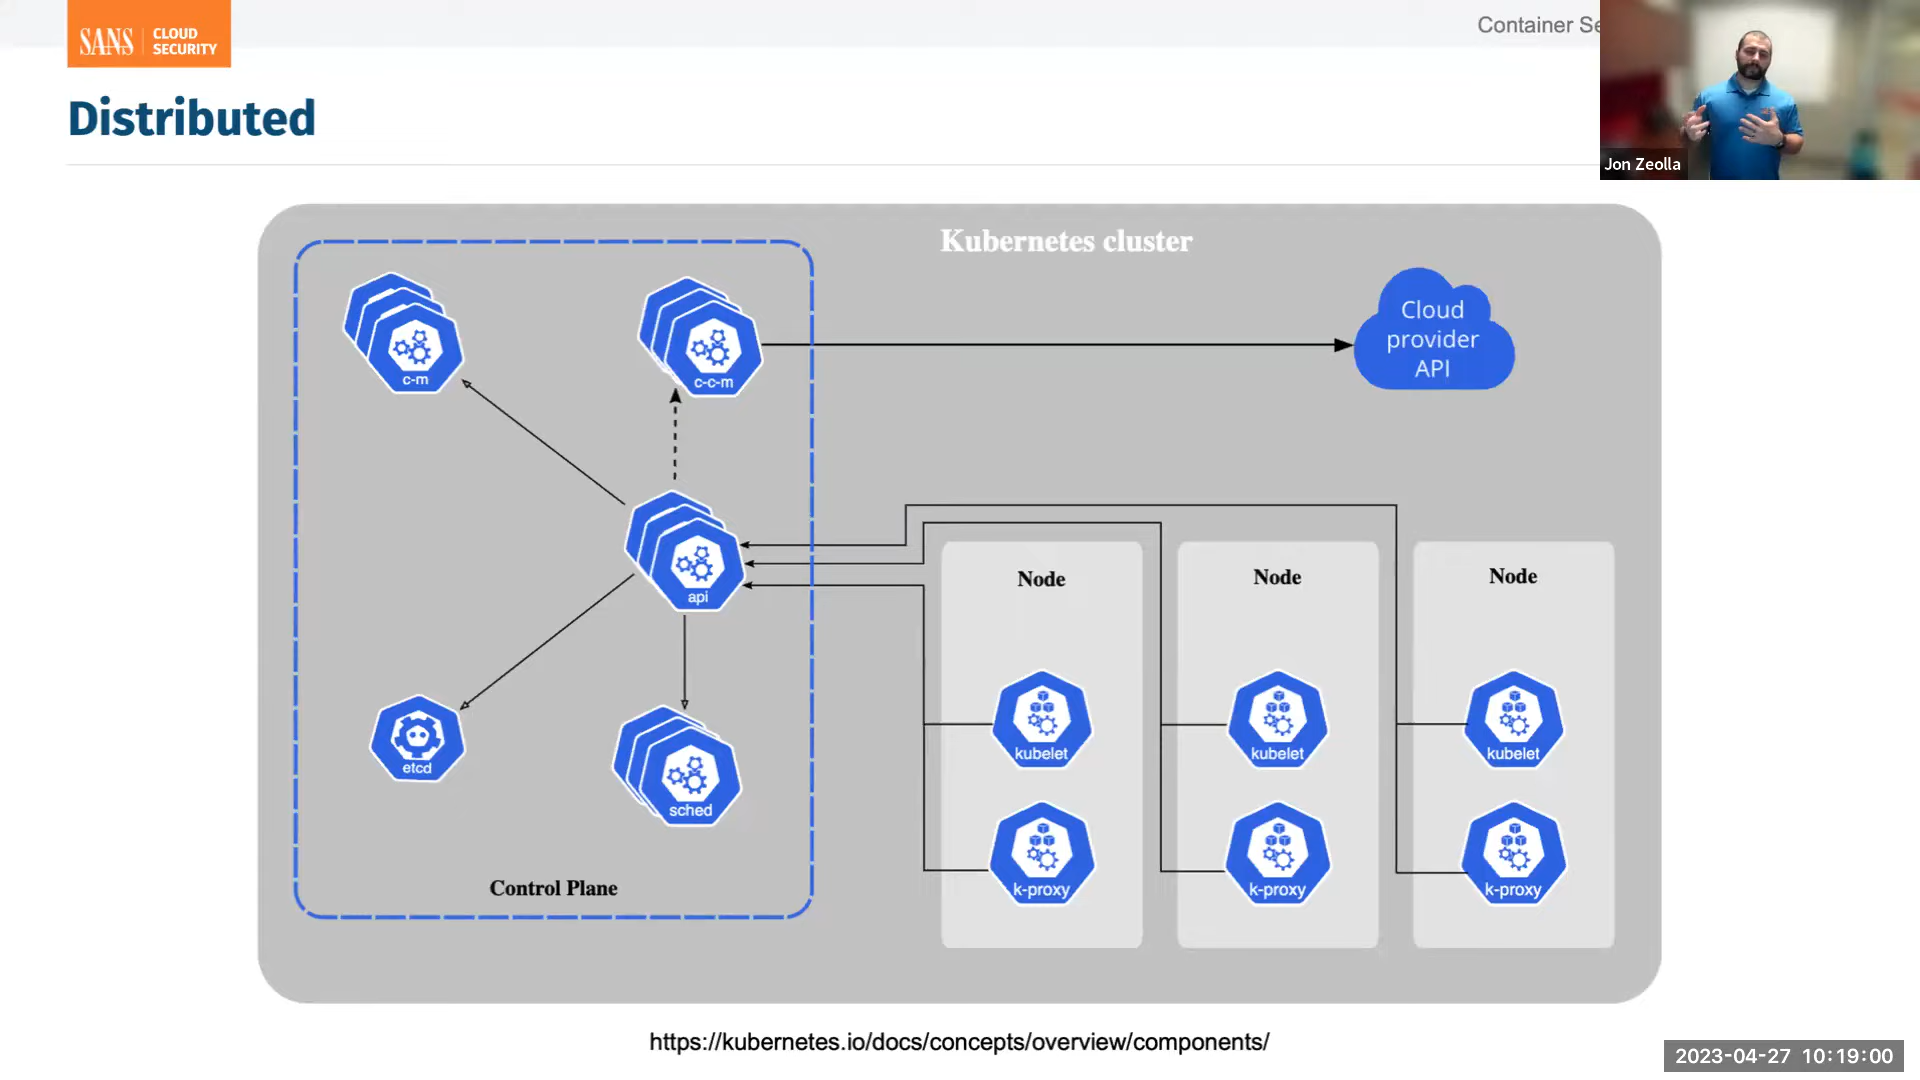 SANS
CLOUD
SECURITY
Container
Jon Zeolla
Distributed
Kubernetes cluster
c-m
c-c-m
Cloud
provider
API
api
Node
Node
Node
etcd
sched
kubelet
kubelet
kubelet
k-proxy
k-proxy
k-proxy
Control Plane
https://kubernetes.io/docs/concepts/overview/components/
2023-04-27 10:19:00